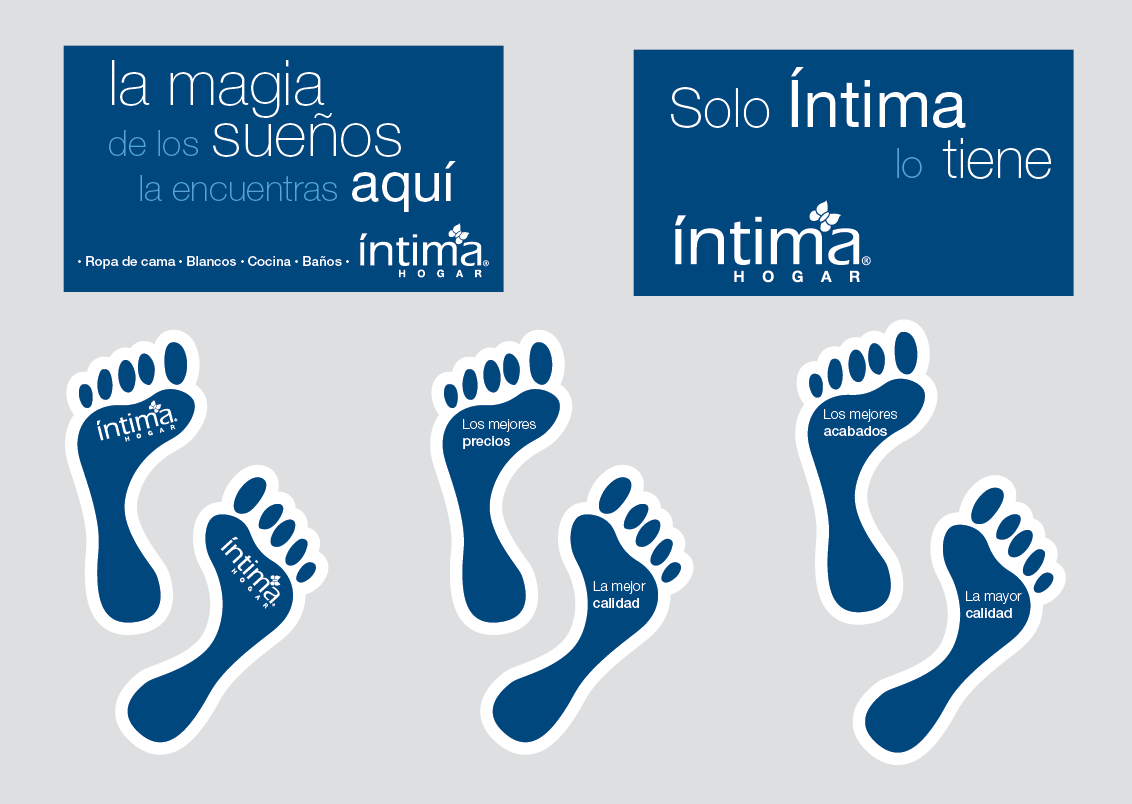 la magia
de los sueños
la encuentras aquí
• Ropa de cama • Blancos • Cocina • Baños •
íntima®
HOGAR
Solo Íntima
lo tiene
íntima®
HOGAR
íntima®
HOGAR
íntima®
HOGAR
Los mejores
precios
La mejor
calidad
Los mejores
acabados
La mayor
calidad